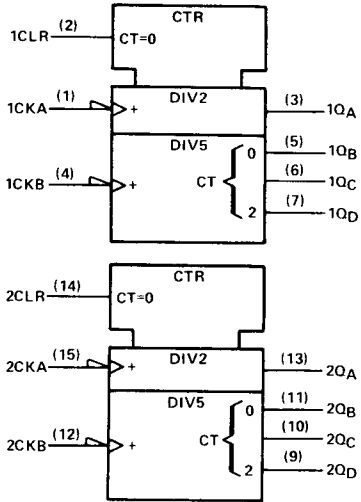 CTR
1CLR (2) CT=0
1CKA (1) + DIV2 (3) 1QA
DIV5
1CKB (4) + CT { 0 (5) 1QB
(6) 1QC
2 (7) 1QD
CTR
2CLR (14) CT=0
2CKA (15) + DIV2 (13) 2QA
DIV5
2CKB (12) + CT { 0 (11) 2QB
(10) 2QC
2 (9) 2QD